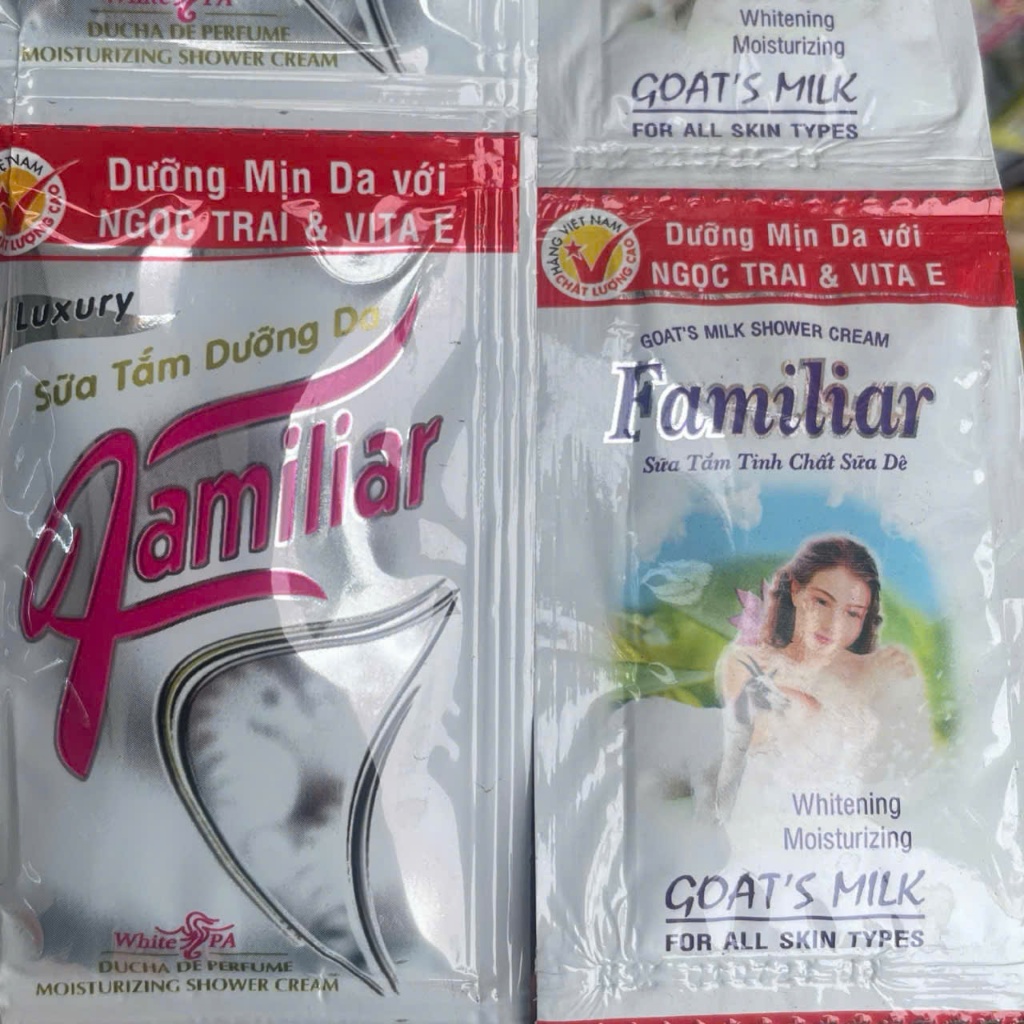 DUCHA DE PERFUME
MOISTURIZING SHOWER CREAM
Dưỡng Mịn Da với
NGỌC TRAI & VITA E
Luxury
Sữa Tắm Dưỡng Da
Familiar
White PA
DUCHA DE PERFUME
MOISTURIZING SHOWER CREAM
Whitening
Moisturizing
GOAT'S MILK
FOR ALL SKIN TYPES
HÀNG VIỆT NAM
CHẤT LƯỢNG CAO
Dưỡng Mịn Da với
NGỌC TRAI & VITA E
GOAT'S MILK SHOWER CREAM
Familiar
Sữa Tắm Tinh Chất Sữa Dê
Whitening
Moisturizing
GOAT'S MILK
FOR ALL SKIN TYPES